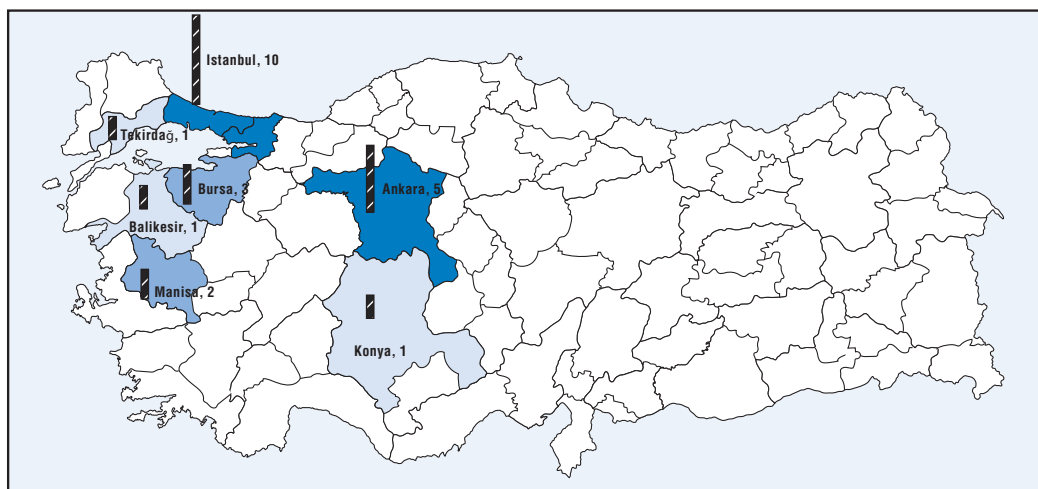 Istanbul, 10
Tekirdağ, 1
Bursa, 3
Ankara, 5
Balikesir, 1
Manisa, 2
Konya, 1